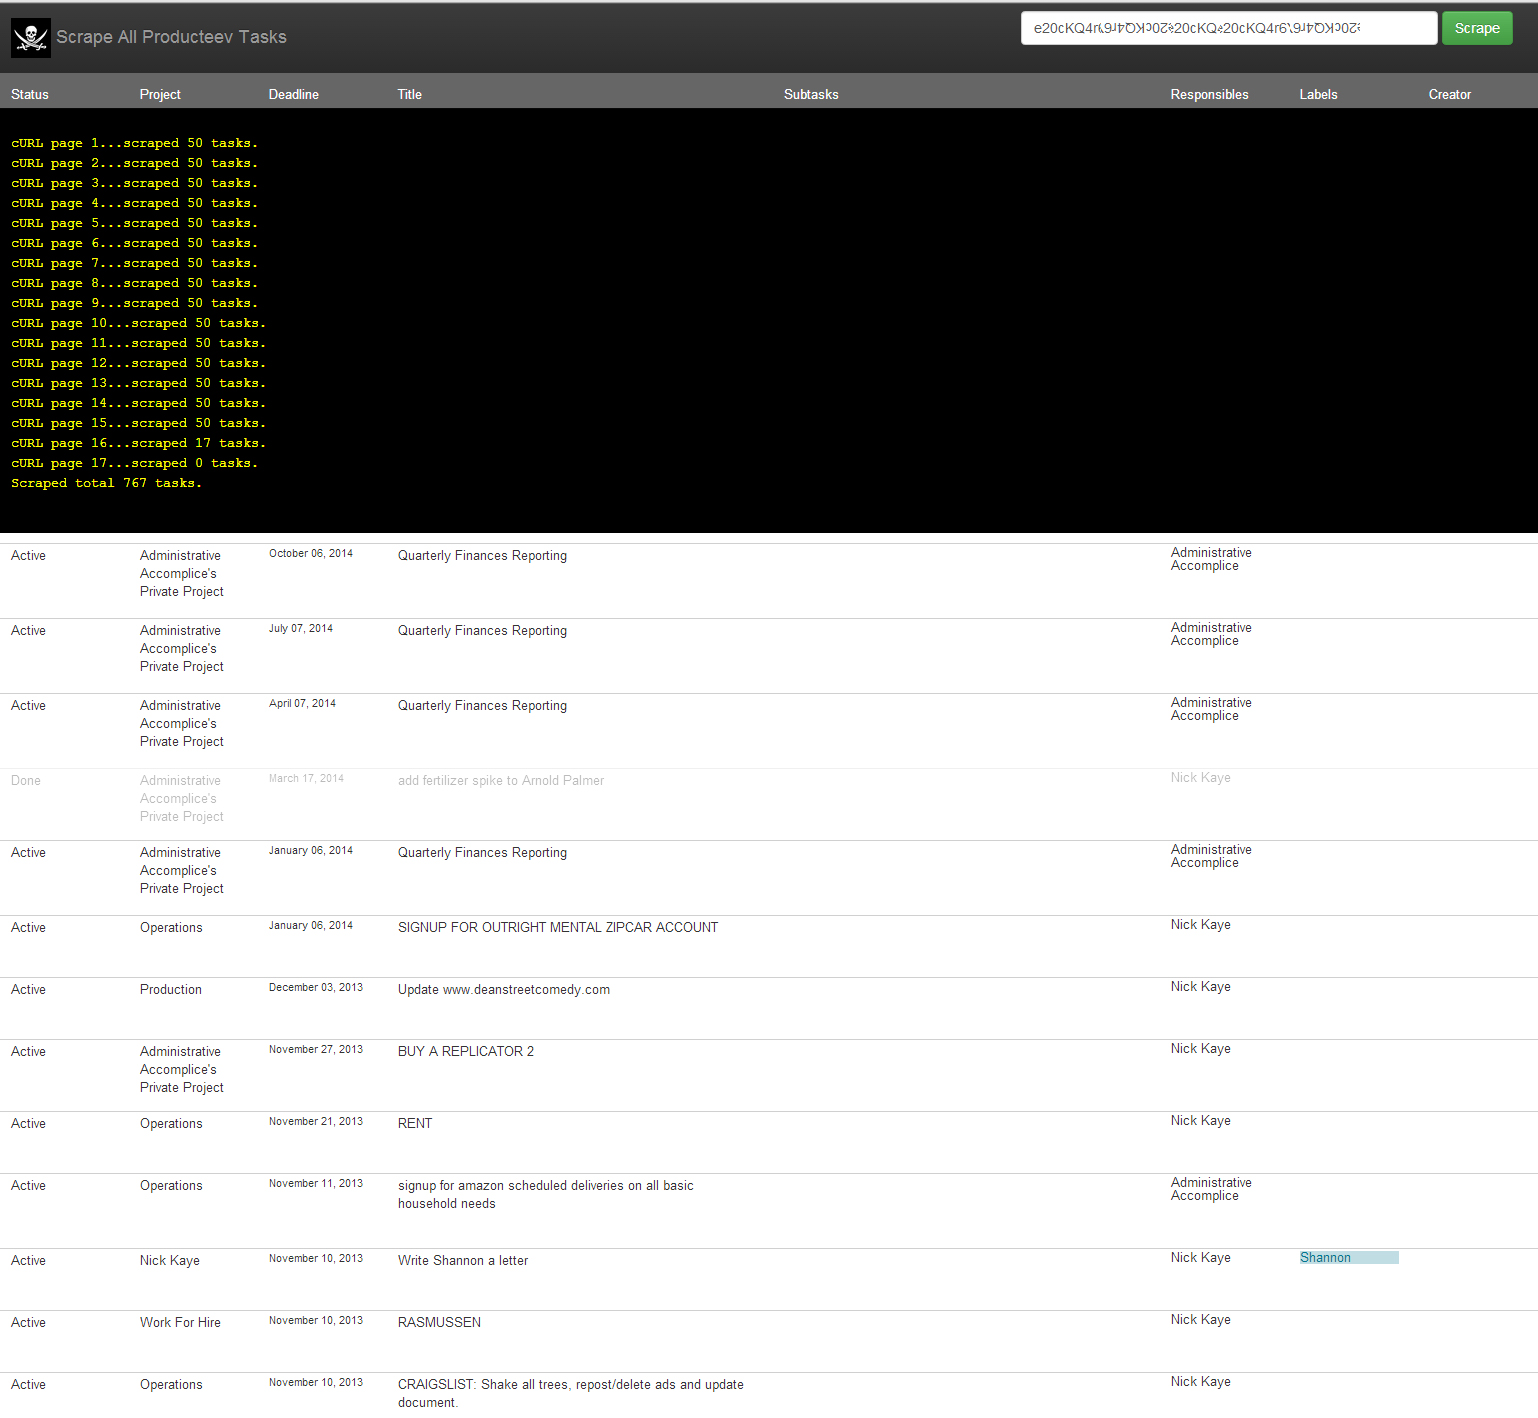 Scrape All Producteev Tasks
Scrape
Status Project Deadline Title Subtasks Responsibles Labels Creator
cURL page 1...scraped 50 tasks.
cURL page 2...scraped 50 tasks.
cURL page 3...scraped 50 tasks.
cURL page 4...scraped 50 tasks.
cURL page 5...scraped 50 tasks.
cURL page 6...scraped 50 tasks.
cURL page 7...scraped 50 tasks.
cURL page 8...scraped 50 tasks.
cURL page 9...scraped 50 tasks.
cURL page 10...scraped 50 tasks.
cURL page 11...scraped 50 tasks.
cURL page 12...scraped 50 tasks.
cURL page 13...scraped 50 tasks.
cURL page 14...scraped 50 tasks.
cURL page 15...scraped 50 tasks.
cURL page 16...scraped 17 tasks.
cURL page 17...scraped 0 tasks.
Scraped total 767 tasks.
Active Administrative October 06, 2014 Quarterly Finances Reporting Administrative
Accomplice's Accomplice
Private Project
Active Administrative July 07, 2014 Quarterly Finances Reporting Administrative
Accomplice's Accomplice
Private Project
Active Administrative April 07, 2014 Quarterly Finances Reporting Administrative
Accomplice's Accomplice
Private Project
Done Administrative March 17, 2014 add fertilizer spike to Arnold Palmer Nick Kaye
Accomplice's
Private Project
Active Administrative January 06, 2014 Quarterly Finances Reporting Administrative
Accomplice's Accomplice
Private Project
Active Operations January 06, 2014 SIGNUP FOR OUTRIGHT MENTAL ZIPCAR ACCOUNT Nick Kaye
Active Production December 03, 2013 Update www.deanstreetcomedy.com Nick Kaye
Active Administrative November 27, 2013 BUY A REPLICATOR 2 Nick Kaye
Accomplice's
Private Project
Active Operations November 21, 2013 RENT Nick Kaye
Active Operations November 11, 2013 signup for amazon scheduled deliveries on all basic Administrative
household needs Accomplice
Active Nick Kaye November 10, 2013 Write Shannon a letter Nick Kaye Shannon
Active Work For Hire November 10, 2013 RASMUSSEN Nick Kaye
Active Operations November 10, 2013 CRAIGSLIST: Shake all trees, repost/delete ads and update Nick Kaye
document.